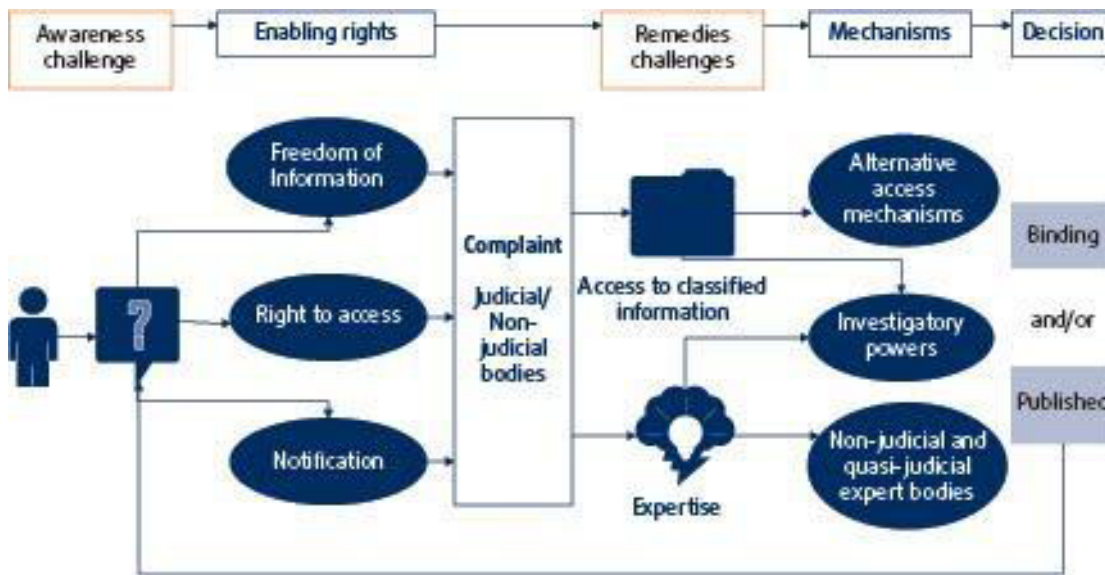 Awareness
challenge
Enabling rights
Remedies
challenges
Mechanisms
Decision
Freedom of
Information
Right to access
Notification
?
Complaint
Judicial/
Non-
judicial
bodies
Access to classified
information
Expertise
Alternative
access
mechanisms
Investigatory
powers
Non-judicial and
quasi-judicial
expert bodies
Binding
and/or
Published